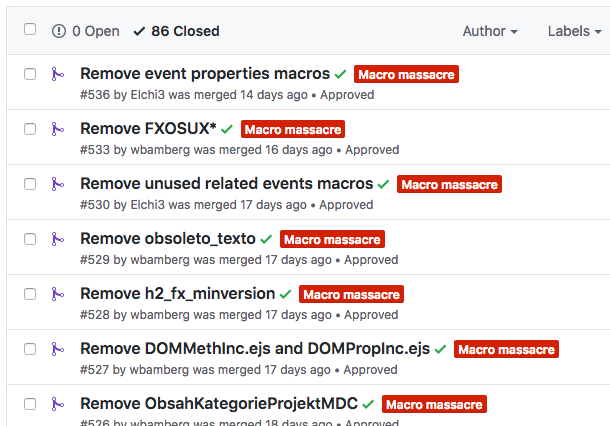 0 Open 86 Closed Author Labels
Remove event properties macros Macro massacre
#536 by Elchi3 was merged 14 days ago • Approved
Remove FXOSUX* Macro massacre
#533 by wbamberg was merged 16 days ago • Approved
Remove unused related events macros Macro massacre
#530 by Elchi3 was merged 17 days ago • Approved
Remove obsoleto_texto Macro massacre
#529 by wbamberg was merged 17 days ago • Approved
Remove h2_fx_minversion Macro massacre
#528 by wbamberg was merged 17 days ago • Approved
Remove DOMMethInc.ejs and DOMPropInc.ejs Macro massacre
#527 by wbamberg was merged 17 days ago • Approved
Remove ObsahKategorieProjektMDC Macro massacre
#526 by wbamberg was merged 18 days ago • Approved